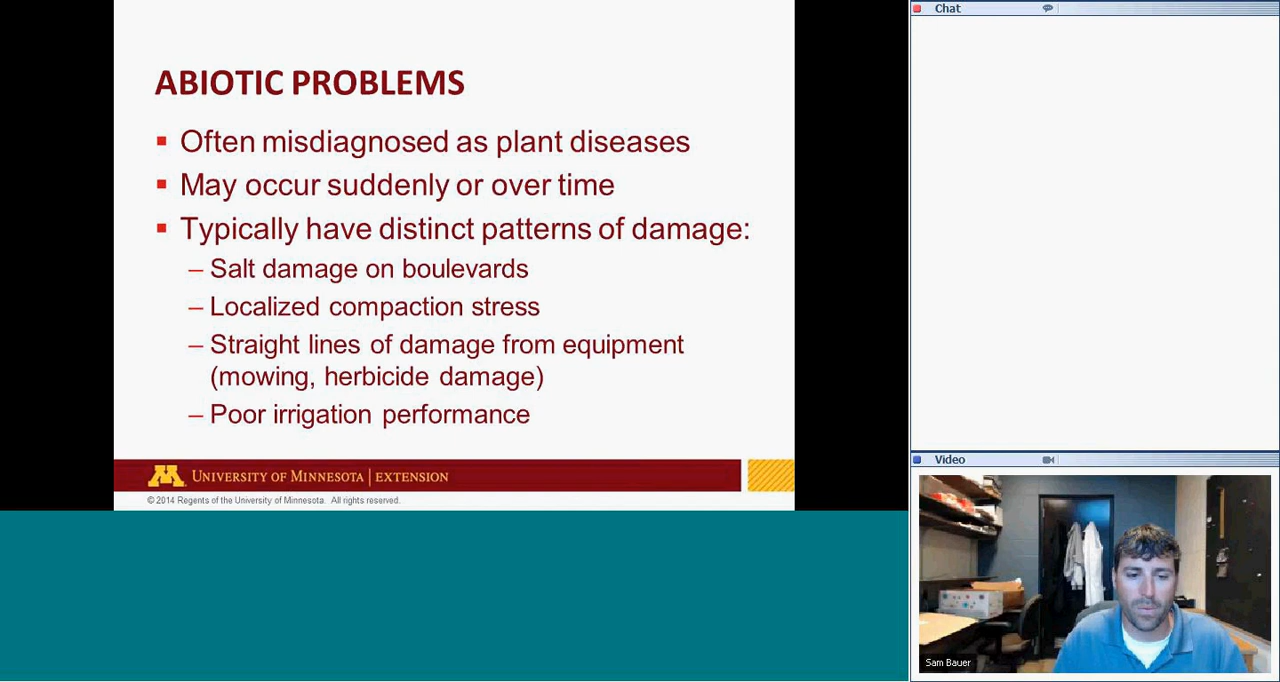 ABIOTIC PROBLEMS
▪ Often misdiagnosed as plant diseases
▪ May occur suddenly or over time
▪ Typically have distinct patterns of damage:
– Salt damage on boulevards
– Localized compaction stress
– Straight lines of damage from equipment
(mowing, herbicide damage)
– Poor irrigation performance
M UNIVERSITY OF MINNESOTA | EXTENSION
© 2014 Regents of the University of Minnesota. All rights reserved.
Chat
Video
Sam Bauer